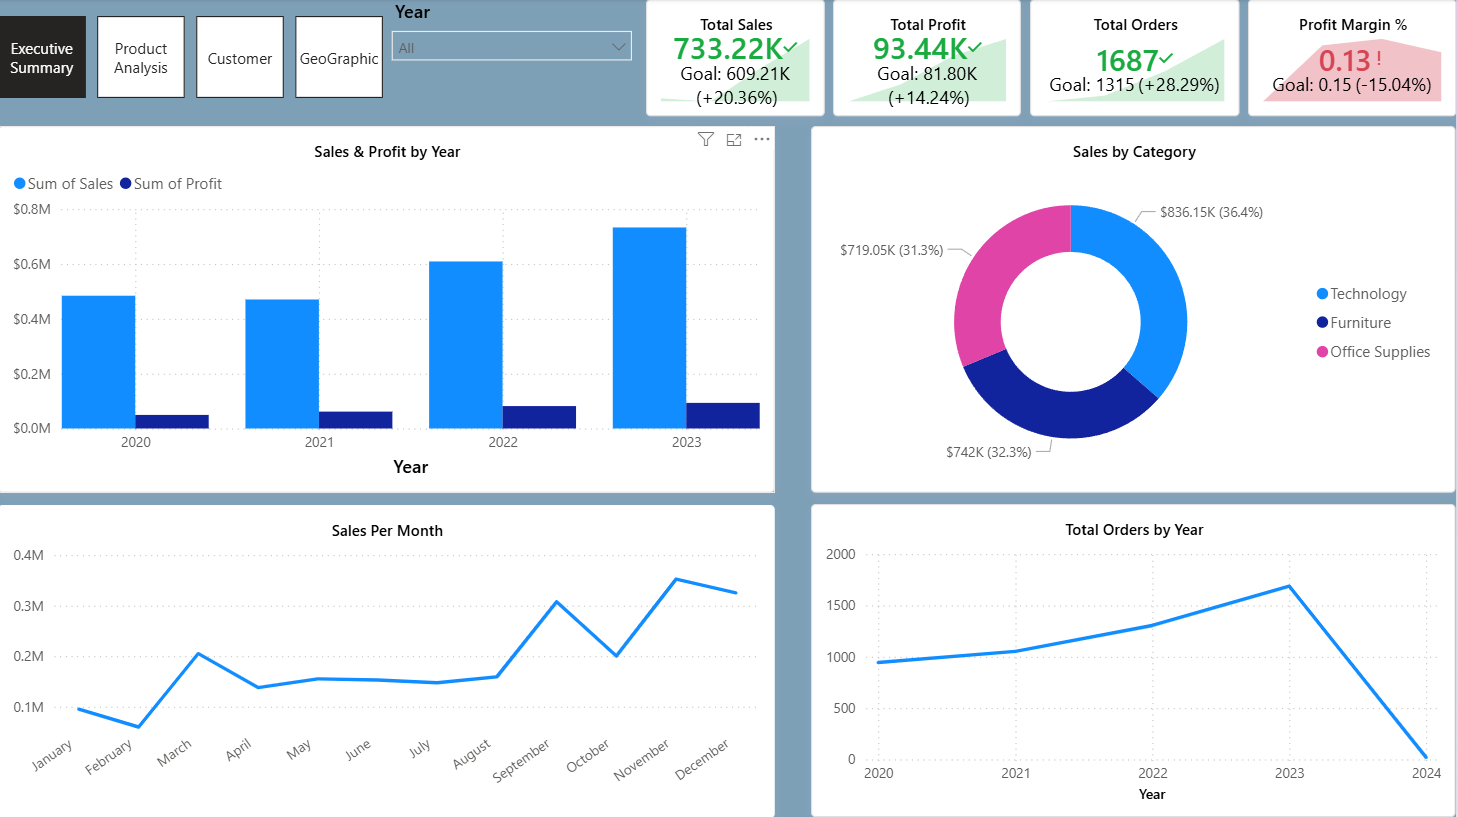 Executive
Summary
Product
Analysis
Customer
GeoGraphic
Year
All
Total Sales
733.22K
Goal: 609.21K
(+20.36%)
Total Profit
93.44K
Goal: 81.80K
(+14.24%)
Total Orders
1687
Goal: 1315 (+28.29%)
Profit Margin %
0.13 !
Goal: 0.15 (-15.04%)
Sales & Profit by Year
Sum of Sales Sum of Profit
$0.8M
$0.6M
$0.4M
$0.2M
$0.0M
2020 2021 2022 2023
Year
Sales by Category
$836.15K (36.4%)
$719.05K (31.3%)
$742K (32.3%)
Technology
Furniture
Office Supplies
Sales Per Month
0.4M
0.3M
0.2M
0.1M
January February March April May June July August September October November December
Total Orders by Year
2000
1500
1000
500
0
2020 2021 2022 2023 2024
Year